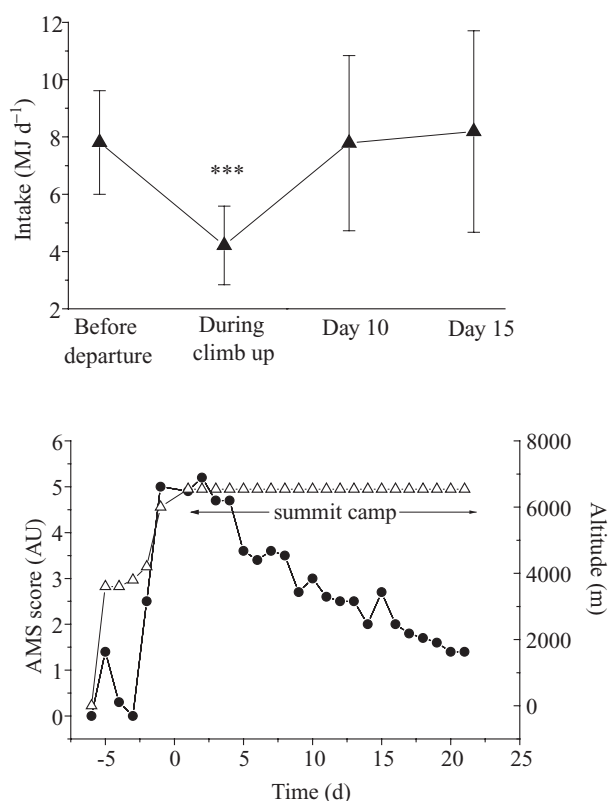 12
10
8
6
4
2
Intake (MJ d⁻¹)
***
Before departure
During climb up
Day 10
Day 15
6
5
4
3
2
1
0
AMS score (AU)
8000
6000
4000
2000
0
Altitude (m)
summit camp
-5 0 5 10 15 20 25
Time (d)